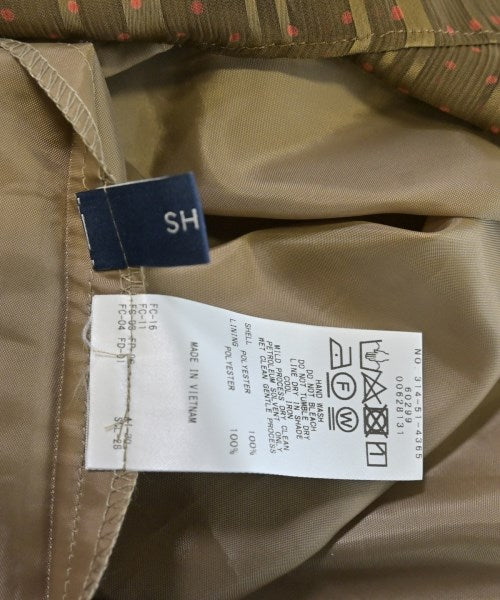 SH
NO 314-51-4365
60299
00628131
HAND WASH
DO NOT BLEACH
DO NOT TUMBLE DRY
LINE DRY IN SHADE
COOL IRON
MILD PROCESS DRY CLEAN
PETROLEUM SOLVENT ONLY
WET CLEAN GENTLE PROCESS
F
W
SHELL POLYESTER 100%
LINING POLYESTER 100%
MADE IN VIETNAM
FC-16
FC-11
FC-04